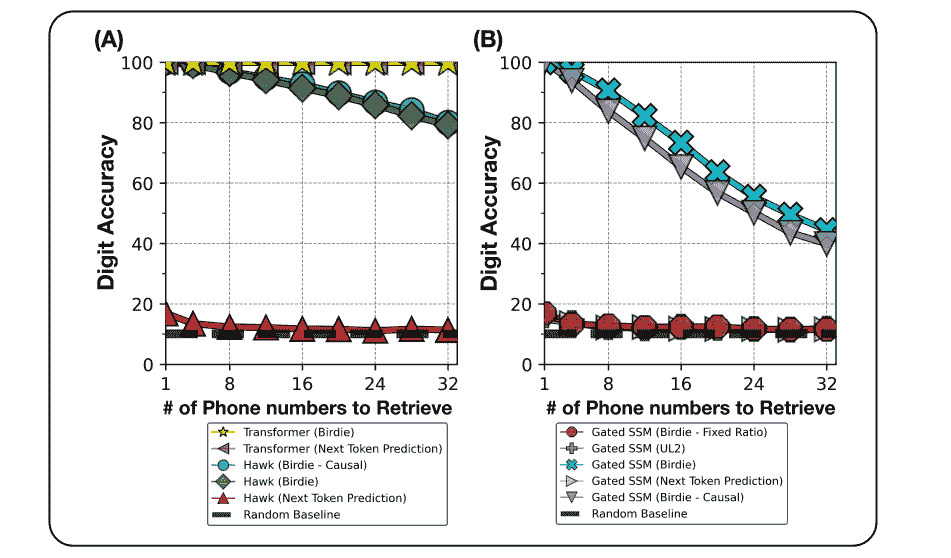 (A)
100
80
60
40
20
0
Digit Accuracy
1 8 16 24 32
# of Phone numbers to Retrieve
Transformer (Birdie)
Transformer (Next Token Prediction)
Hawk (Birdie - Causal)
Hawk (Birdie)
Hawk (Next Token Prediction)
Random Baseline
(B)
100
80
60
40
20
0
Digit Accuracy
1 8 16 24 32
# of Phone numbers to Retrieve
Gated SSM (Birdie - Fixed Ratio)
Gated SSM (UL2)
Gated SSM (Birdie)
Gated SSM (Next Token Prediction)
Gated SSM (Birdie - Causal)
Random Baseline